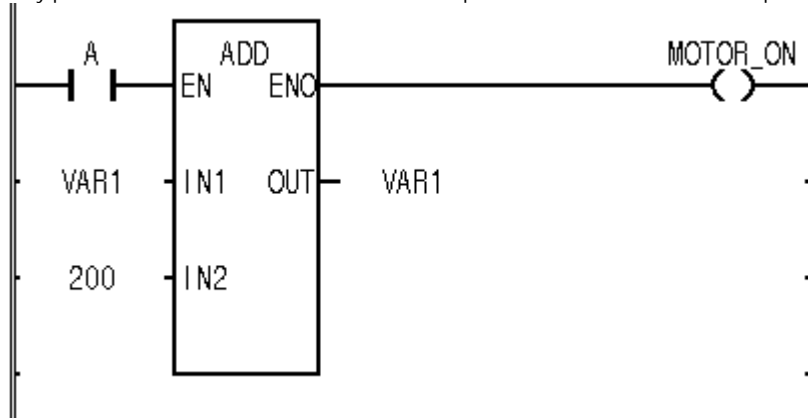 A ADD MOTOR_ON
EN ENO
VAR1 IN1 OUT VAR1
200 IN2